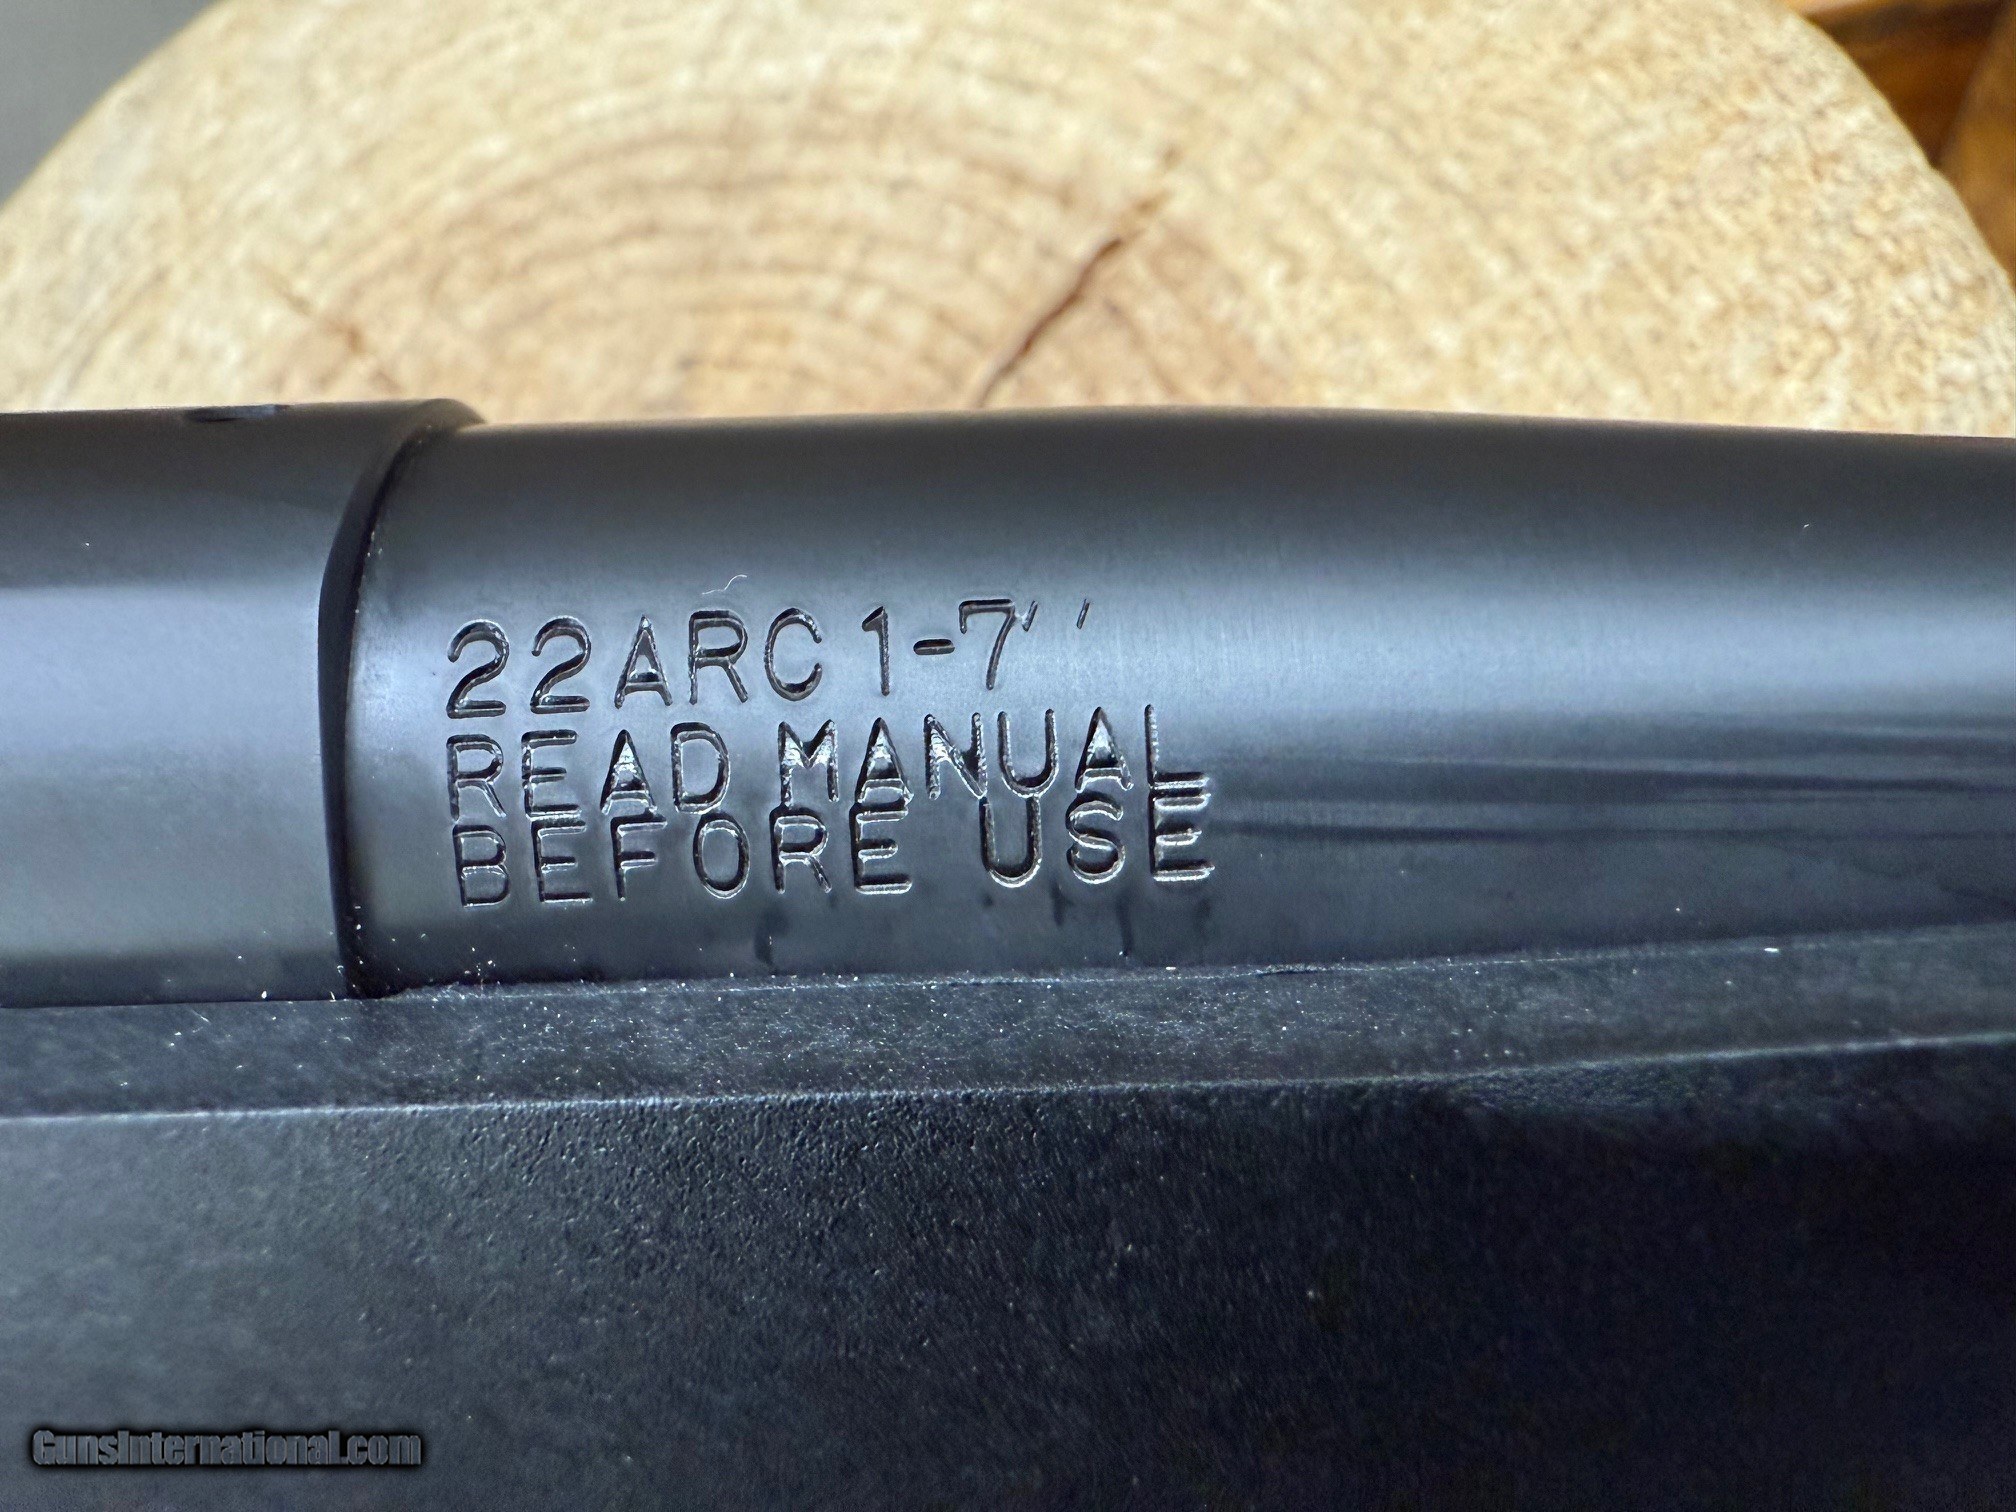 22ARC 1-7''
READ MANUAL
BEFORE USE
GunsInternational.com